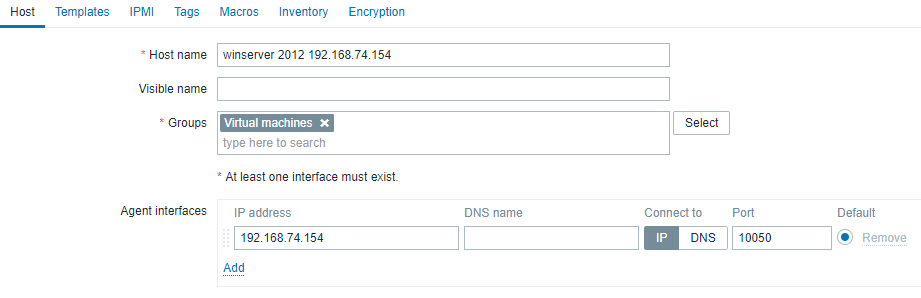 Host Templates IPMI Tags Macros Inventory Encryption
* Host name winserver 2012 192.168.74.154
Visible name
* Groups Virtual machines Select
type here to search
* At least one interface must exist.
Agent interfaces IP address DNS name Connect to Port Default
192.168.74.154 IP DNS 10050 Remove
Add